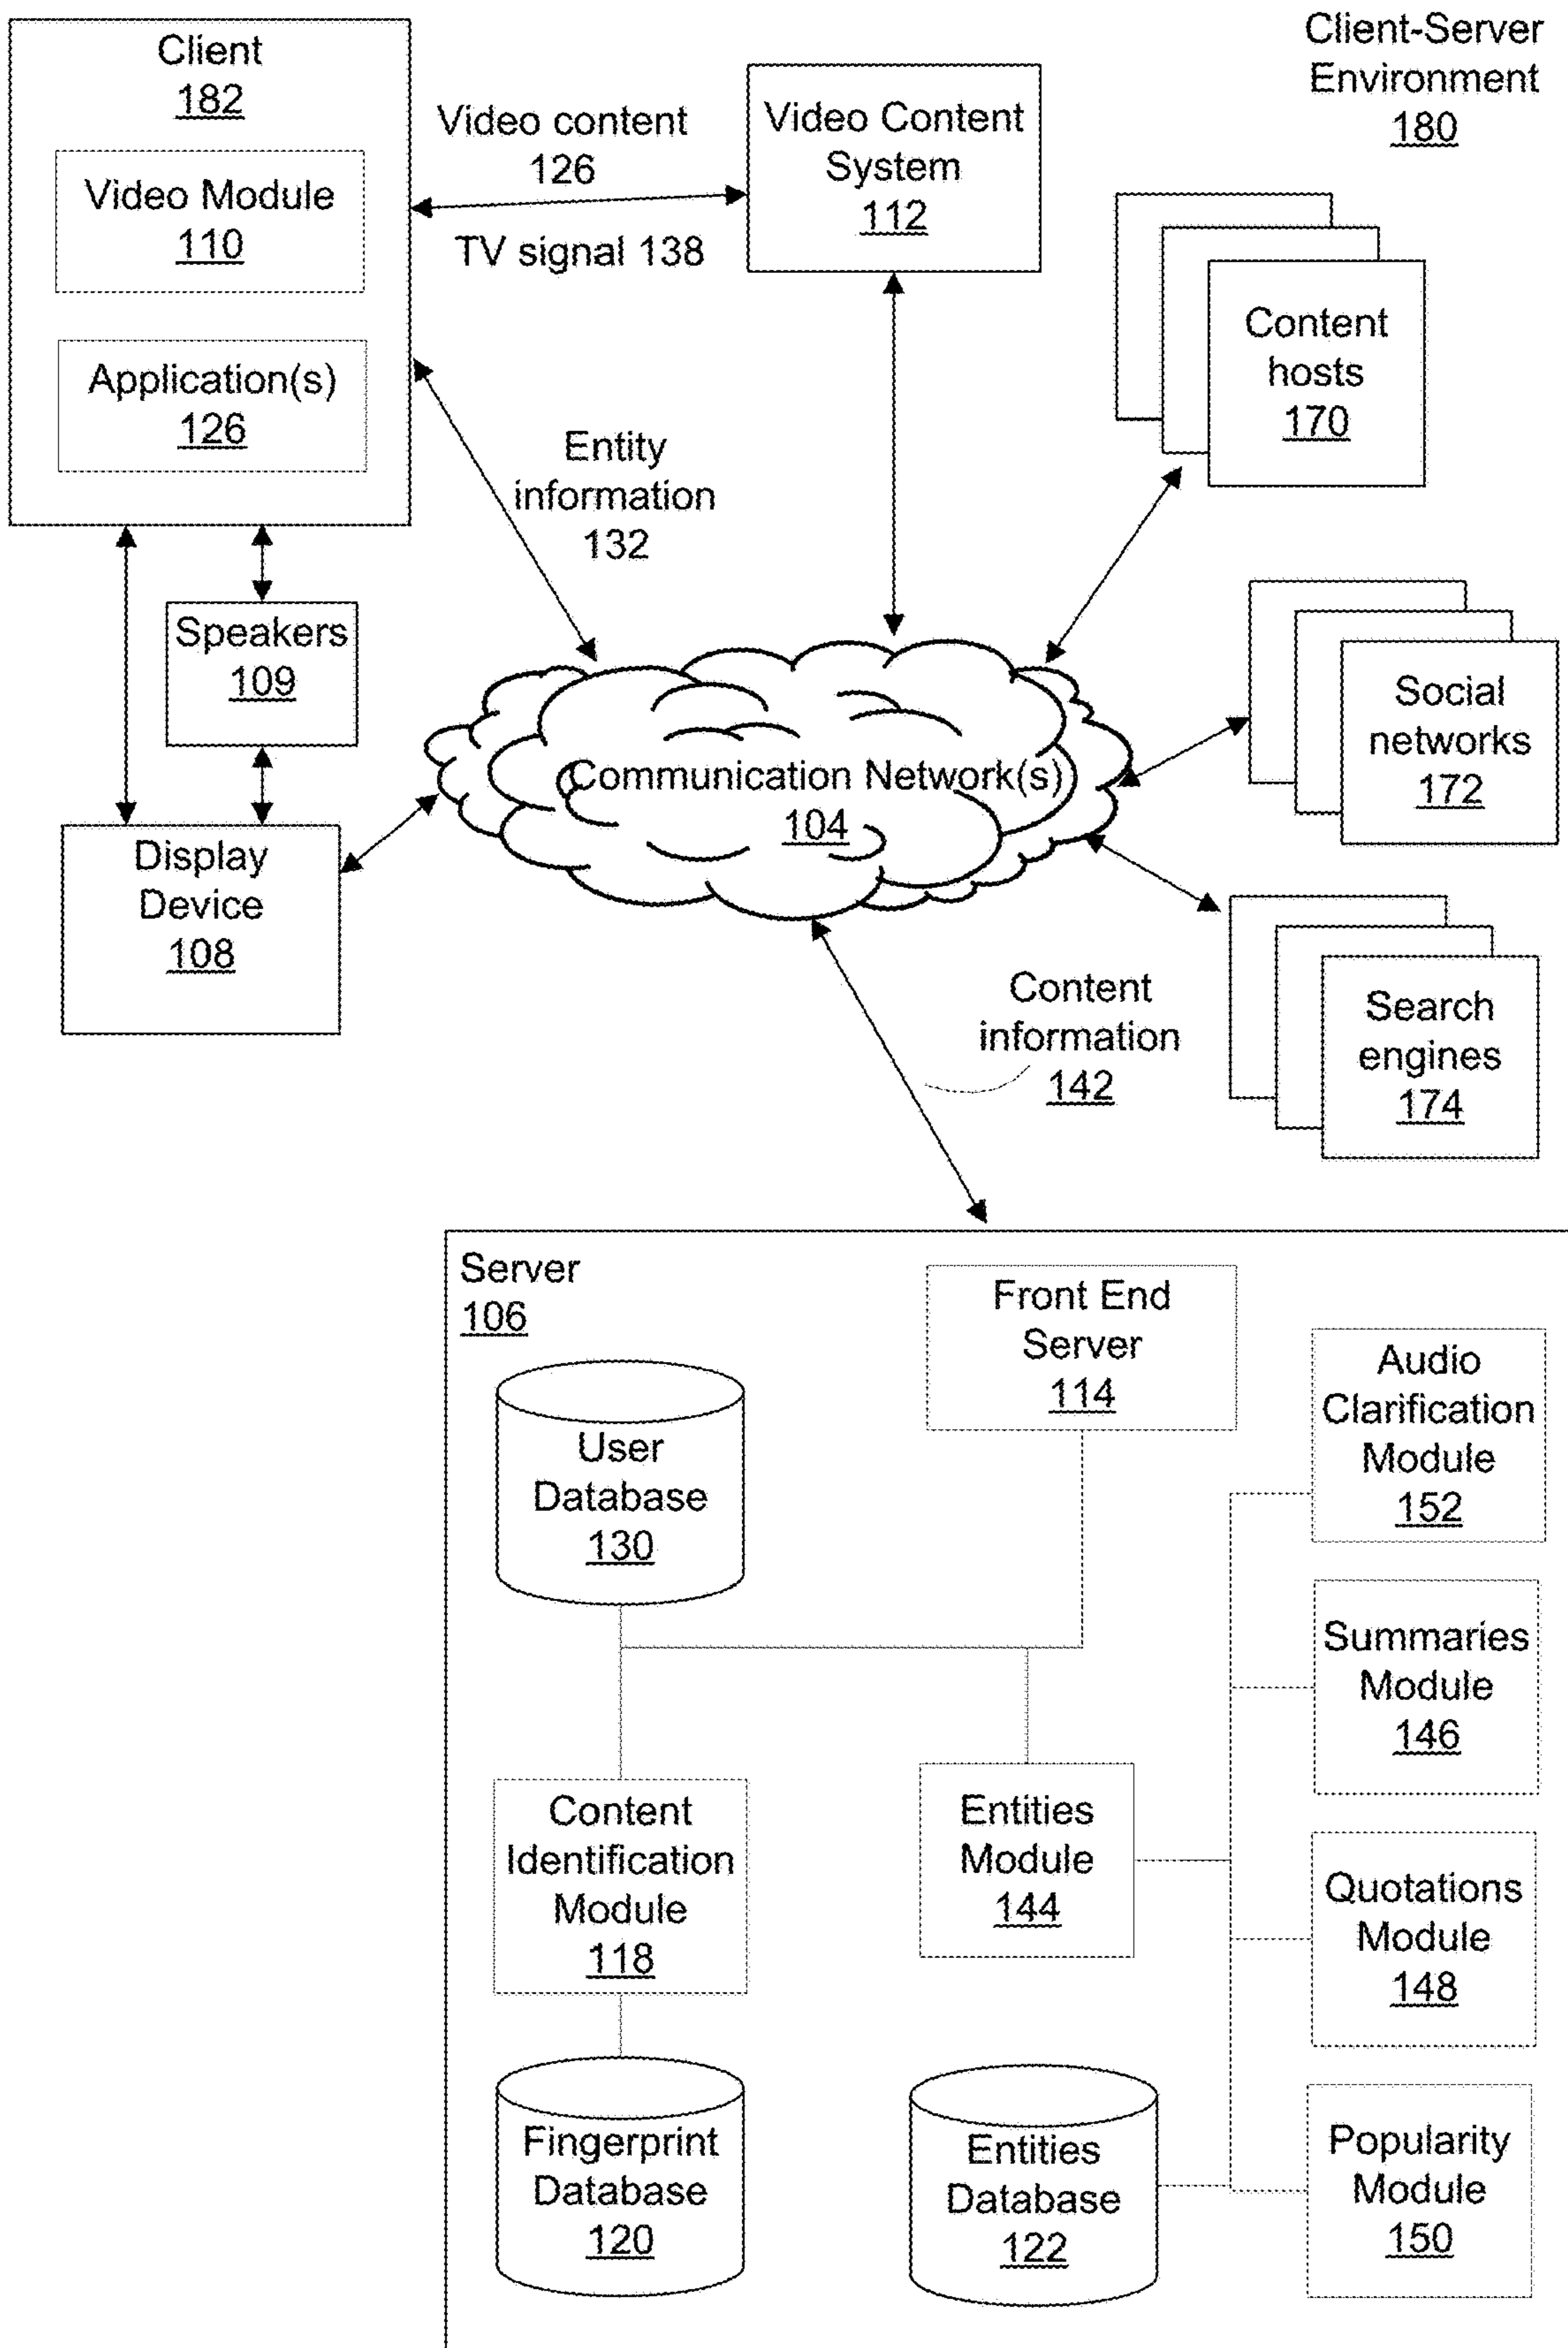 Client-Server
Environment
180
Client
182
Video Module
110
Application(s)
126
Video content
126
TV signal 138
Video Content
System
112
Content
hosts
170
Entity
information
132
Speakers
109
Display
Device
108
Communication Network(s)
104
Social
networks
172
Search
engines
174
Content
information
142
Server
106
Front End
Server
114
User
Database
130
Audio
Clarification
Module
152
Summaries
Module
146
Content
Identification
Module
118
Entities
Module
144
Quotations
Module
148
Fingerprint
Database
120
Entities
Database
122
Popularity
Module
150